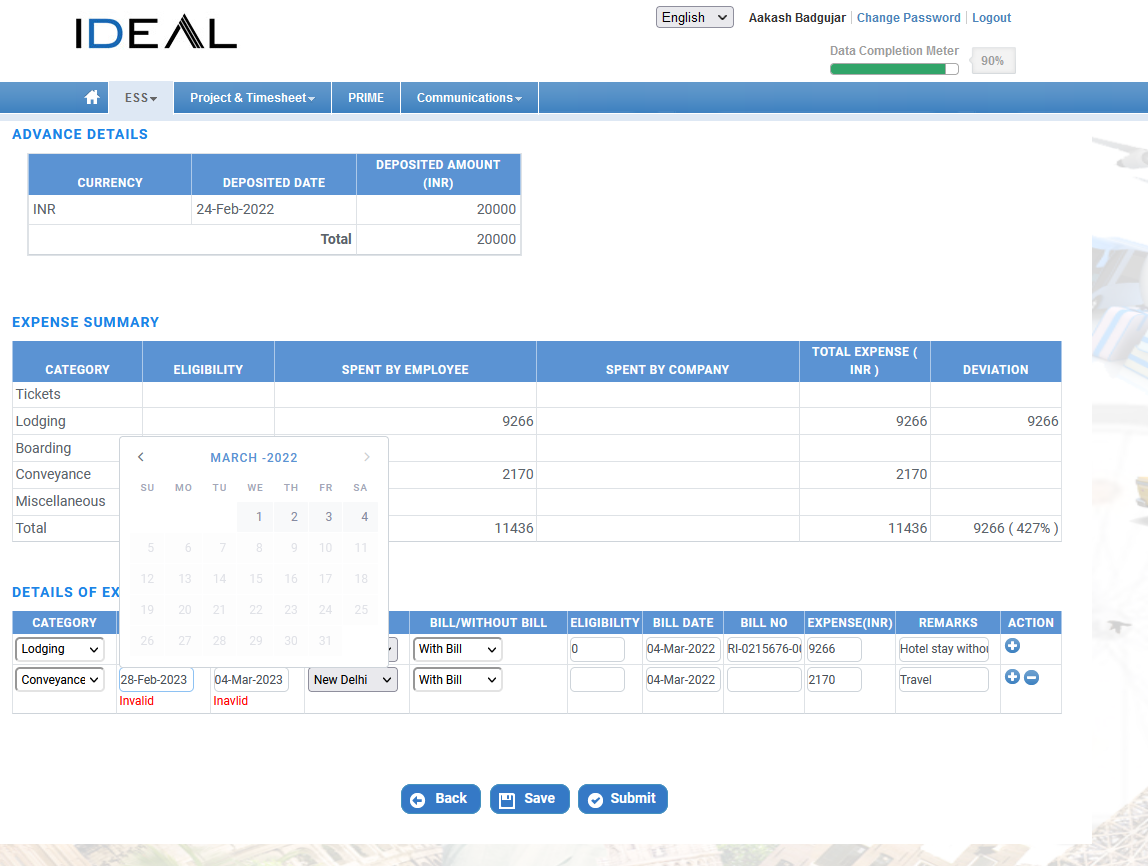 IDEAL
English
Aakash Badgujar Change Password Logout
Data Completion Meter
90%
ESS Project & Timesheet PRIME Communications
ADVANCE DETAILS
CURRENCY DEPOSITED DATE DEPOSITED AMOUNT (INR)
INR 24-Feb-2022 20000
Total 20000
EXPENSE SUMMARY
CATEGORY ELIGIBILITY SPENT BY EMPLOYEE SPENT BY COMPANY TOTAL EXPENSE ( INR ) DEVIATION
Tickets
Lodging 9266 9266 9266
Boarding
Conveyance 2170 2170
Miscellaneous
Total 11436 11436 9266 ( 427% )
MARCH -2022
SU MO TU WE TH FR SA
1 2 3 4
5 6 7 8 9 10 11
12 13 14 15 16 17 18
19 20 21 22 23 24 25
26 27 28 29 30 31
DETAILS OF EX
CATEGORY BILL/WITHOUT BILL ELIGIBILITY BILL DATE BILL NO EXPENSE(INR) REMARKS ACTION
Lodging With Bill 0 04-Mar-2022 RI-0215676-0 9266 Hotel stay withou
Conveyance 28-Feb-2023 04-Mar-2023 New Delhi With Bill 04-Mar-2022 2170 Travel
Invalid Inavlid
Back Save Submit